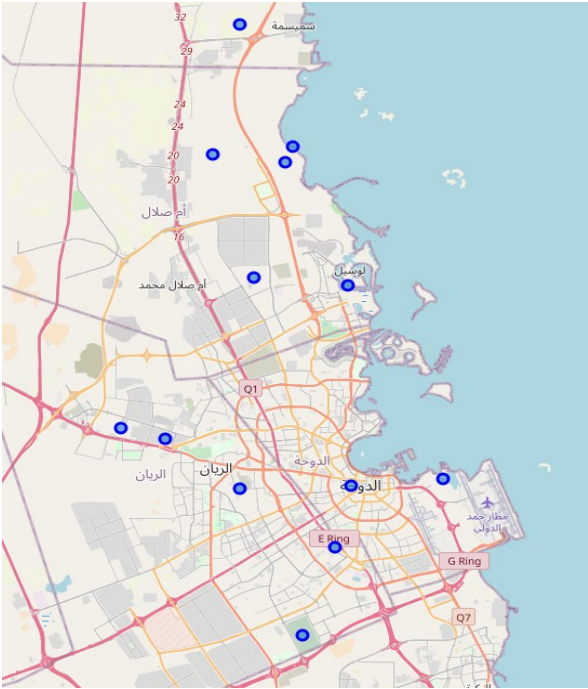 32
سميسمة
29
24
24
20
20
أم صلال
16
لوسيل
أم صلال محمد
Q1
الدوحة
الريان
الريان
الدوحة
مطار حمد
الدولي
E Ring
G Ring
Q7